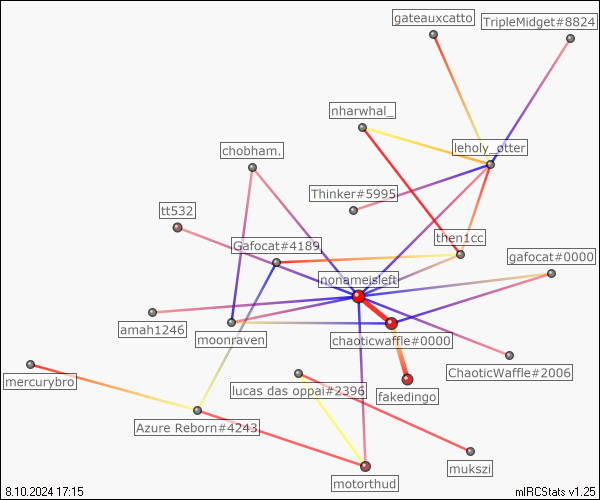 gateauxcatto
TripleMidget#8824
nharwhal_
leholy_otter
chobham.
Thinker#5995
tt532
Gafocat#4189
then1cc
gafocat#0000
nonameisleft
amah1246
moonraven
chaoticwaffle#0000
mercurybro
lucas das oppai#2396
fakedingo
ChaoticWaffle#2006
Azure Reborn#4243
mukszi
motorthud
8.10.2024 17:15
mIRCStats v1.25